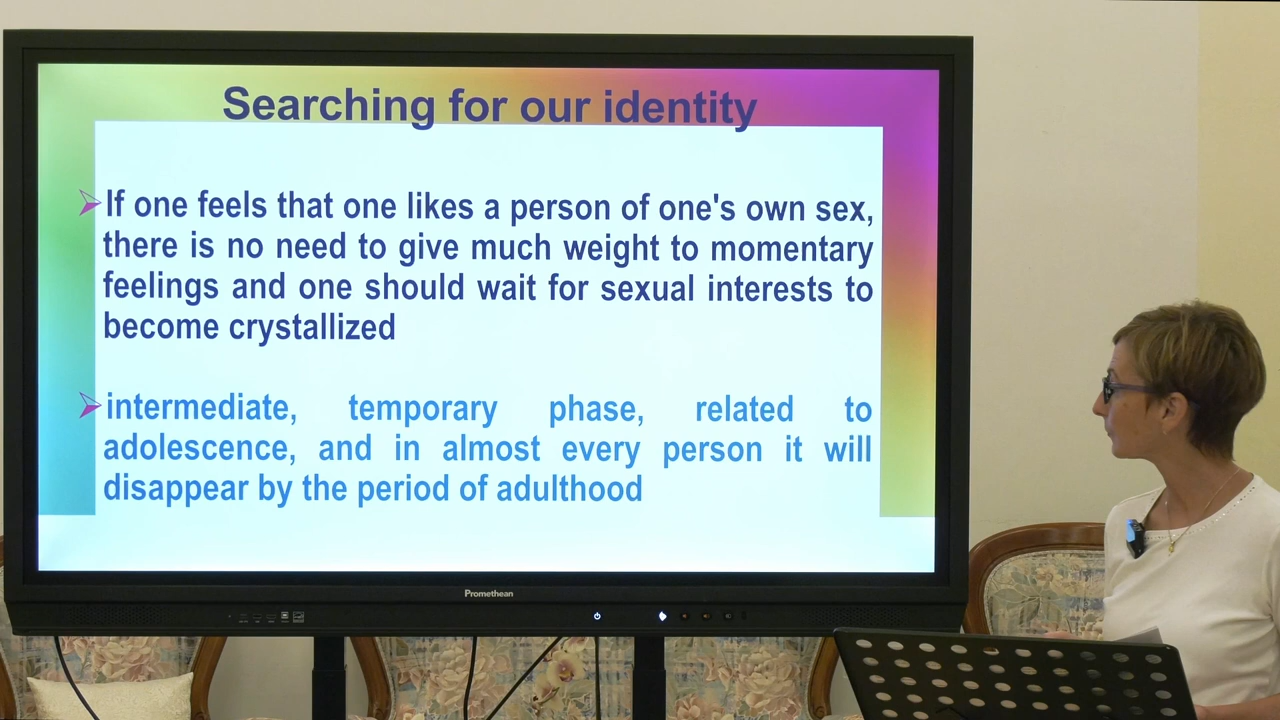 Searching for our identity
If one feels that one likes a person of one's own sex,
there is no need to give much weight to momentary
feelings and one should wait for sexual interests to
become crystallized
intermediate, temporary phase, related to
adolescence, and in almost every person it will
disappear by the period of adulthood
Promethean